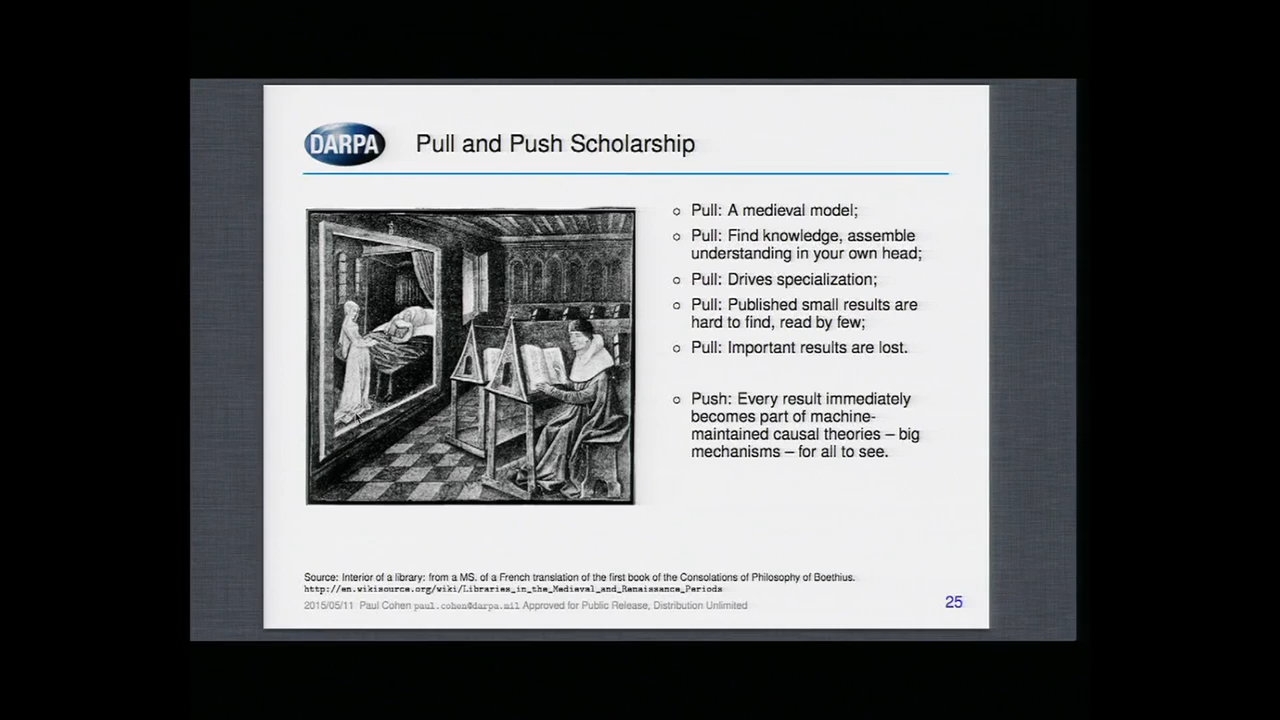 DARPA
Pull and Push Scholarship
Pull: A medieval model;
Pull: Find knowledge, assemble
understanding in your own head;
Pull: Drives specialization;
Pull: Published small results are
hard to find, read by few;
Pull: Important results are lost.
Push: Every result immediately
becomes part of machine-
maintained causal theories – big
mechanisms – for all to see.
Source: Interior of a library: from a MS. of a French translation of the first book of the Consolations of Philosophy of Boethius.
http://en.wikisource.org/wiki/Libraries_in_the_Medieval_and_Renaissance_Periods
2015/05/11 Paul Cohen paul.cohen@darpa.mil Approved for Public Release, Distribution Unlimited
25